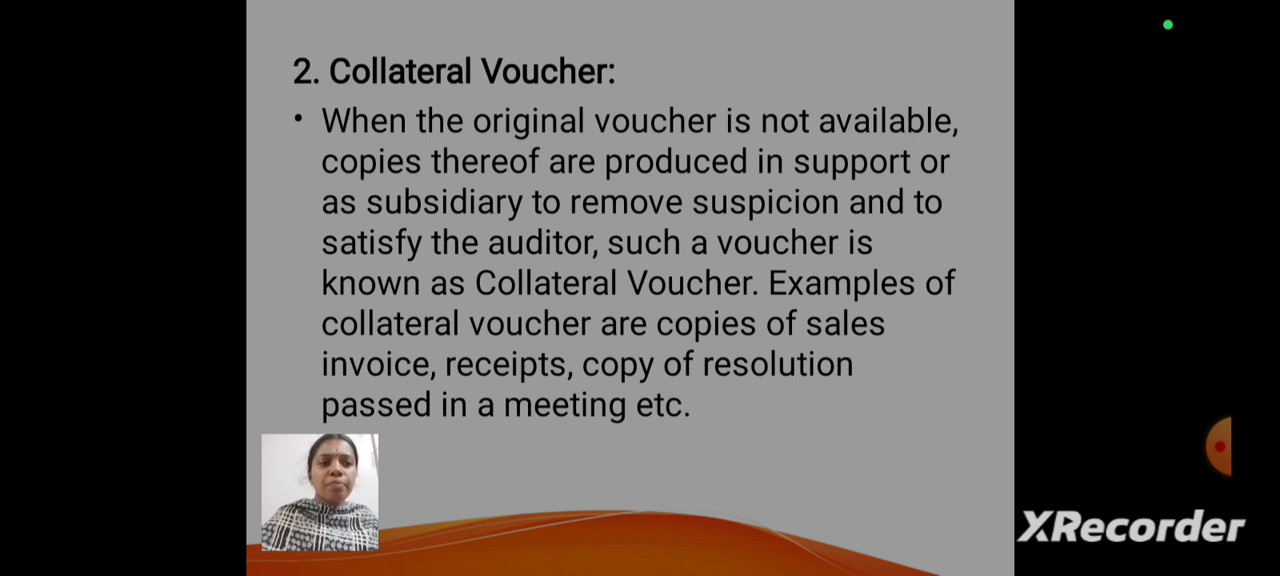 2. Collateral Voucher:
• When the original voucher is not available,
copies thereof are produced in support or
as subsidiary to remove suspicion and to
satisfy the auditor, such a voucher is
known as Collateral Voucher. Examples of
collateral voucher are copies of sales
invoice, receipts, copy of resolution
passed in a meeting etc.
XRecorder